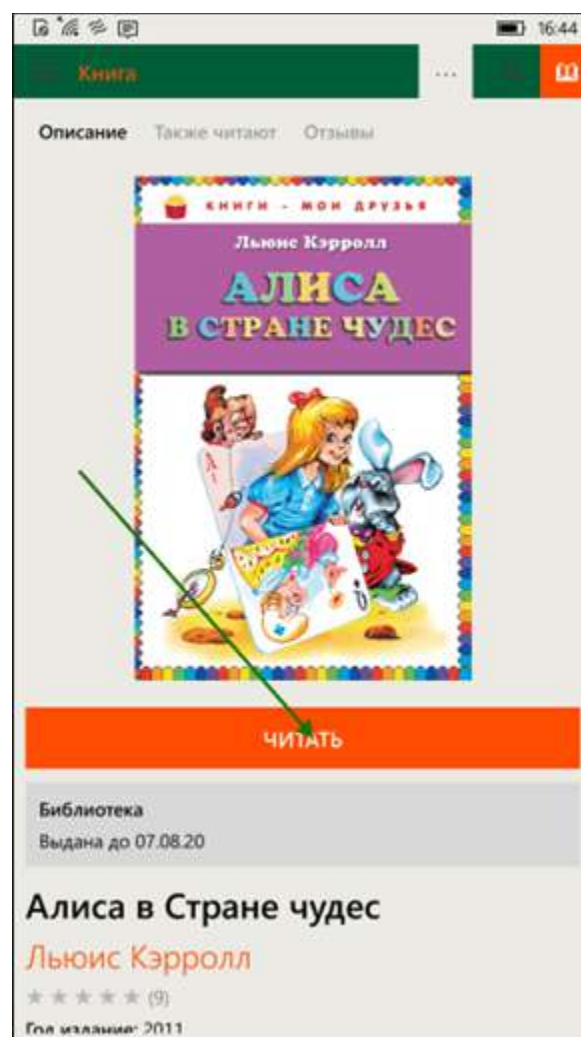 16:44
Книга
...
Описание Также читают Отзывы
КНИГИ - МОИ ДРУЗЬЯ
Льюис Кэрролл
АЛИСА
В СТРАНЕ ЧУДЕС
ЧИТАТЬ
Библиотека
Выдана до 07.08.20
Алиса в Стране чудес
Льюис Кэрролл
(9)
Год издание: 2011